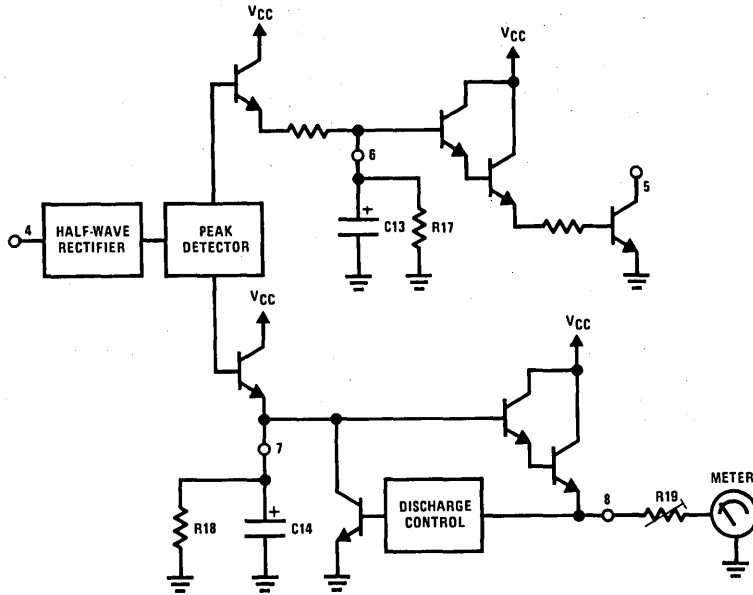 VCC
VCC
6
5
4
HALF-WAVE
RECTIFIER
PEAK
DETECTOR
+
C13
R17
VCC
VCC
7
METER
8
R19
DISCHARGE
CONTROL
+
R18
C14